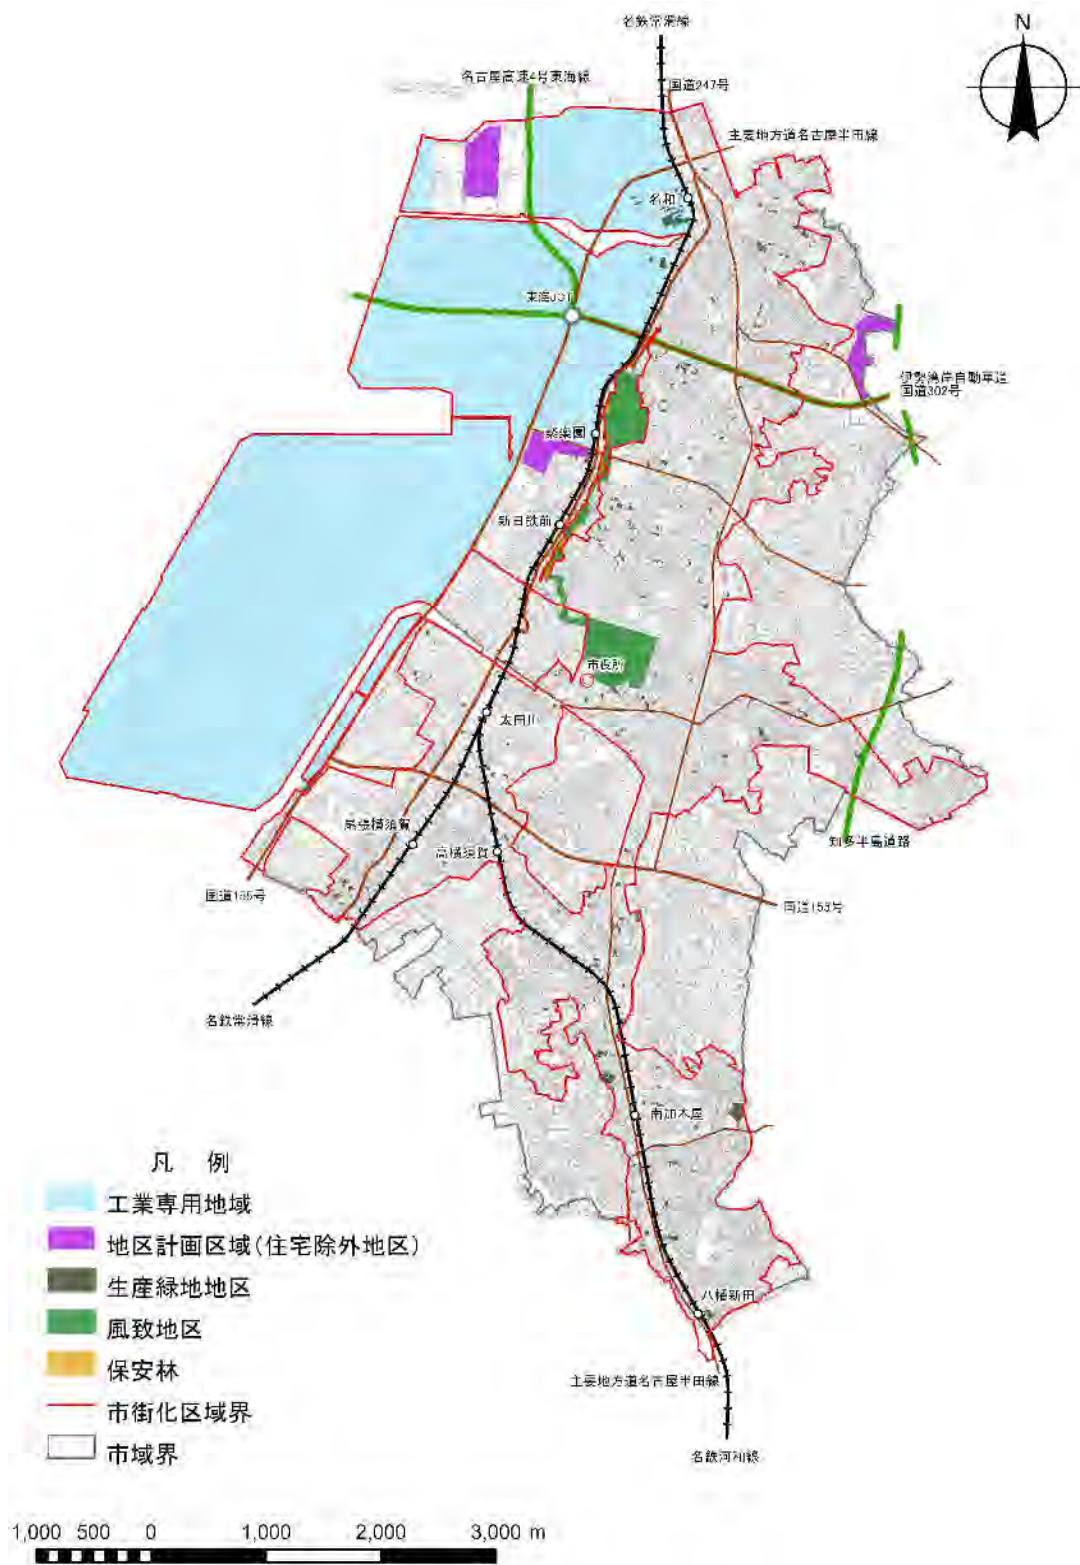 名鉄常滑線
N
名古屋高速4号東海線
国道247号
主要地方道名古屋半田線
名和
東海JCT
伊勢湾岸自動車道
国道302号
聚楽園
新日鉄前
市役所
太田川
尾張横須賀
高横須賀
知多半島道路
国道155号
国道153号
名鉄常滑線
南加木屋
八幡新田
主要地方道名古屋半田線
名鉄河和線
凡 例
工業専用地域
地区計画区域(住宅除外地区)
生産緑地地区
風致地区
保安林
市街化区域界
市域界
1,000 500 0 1,000 2,000 3,000 m